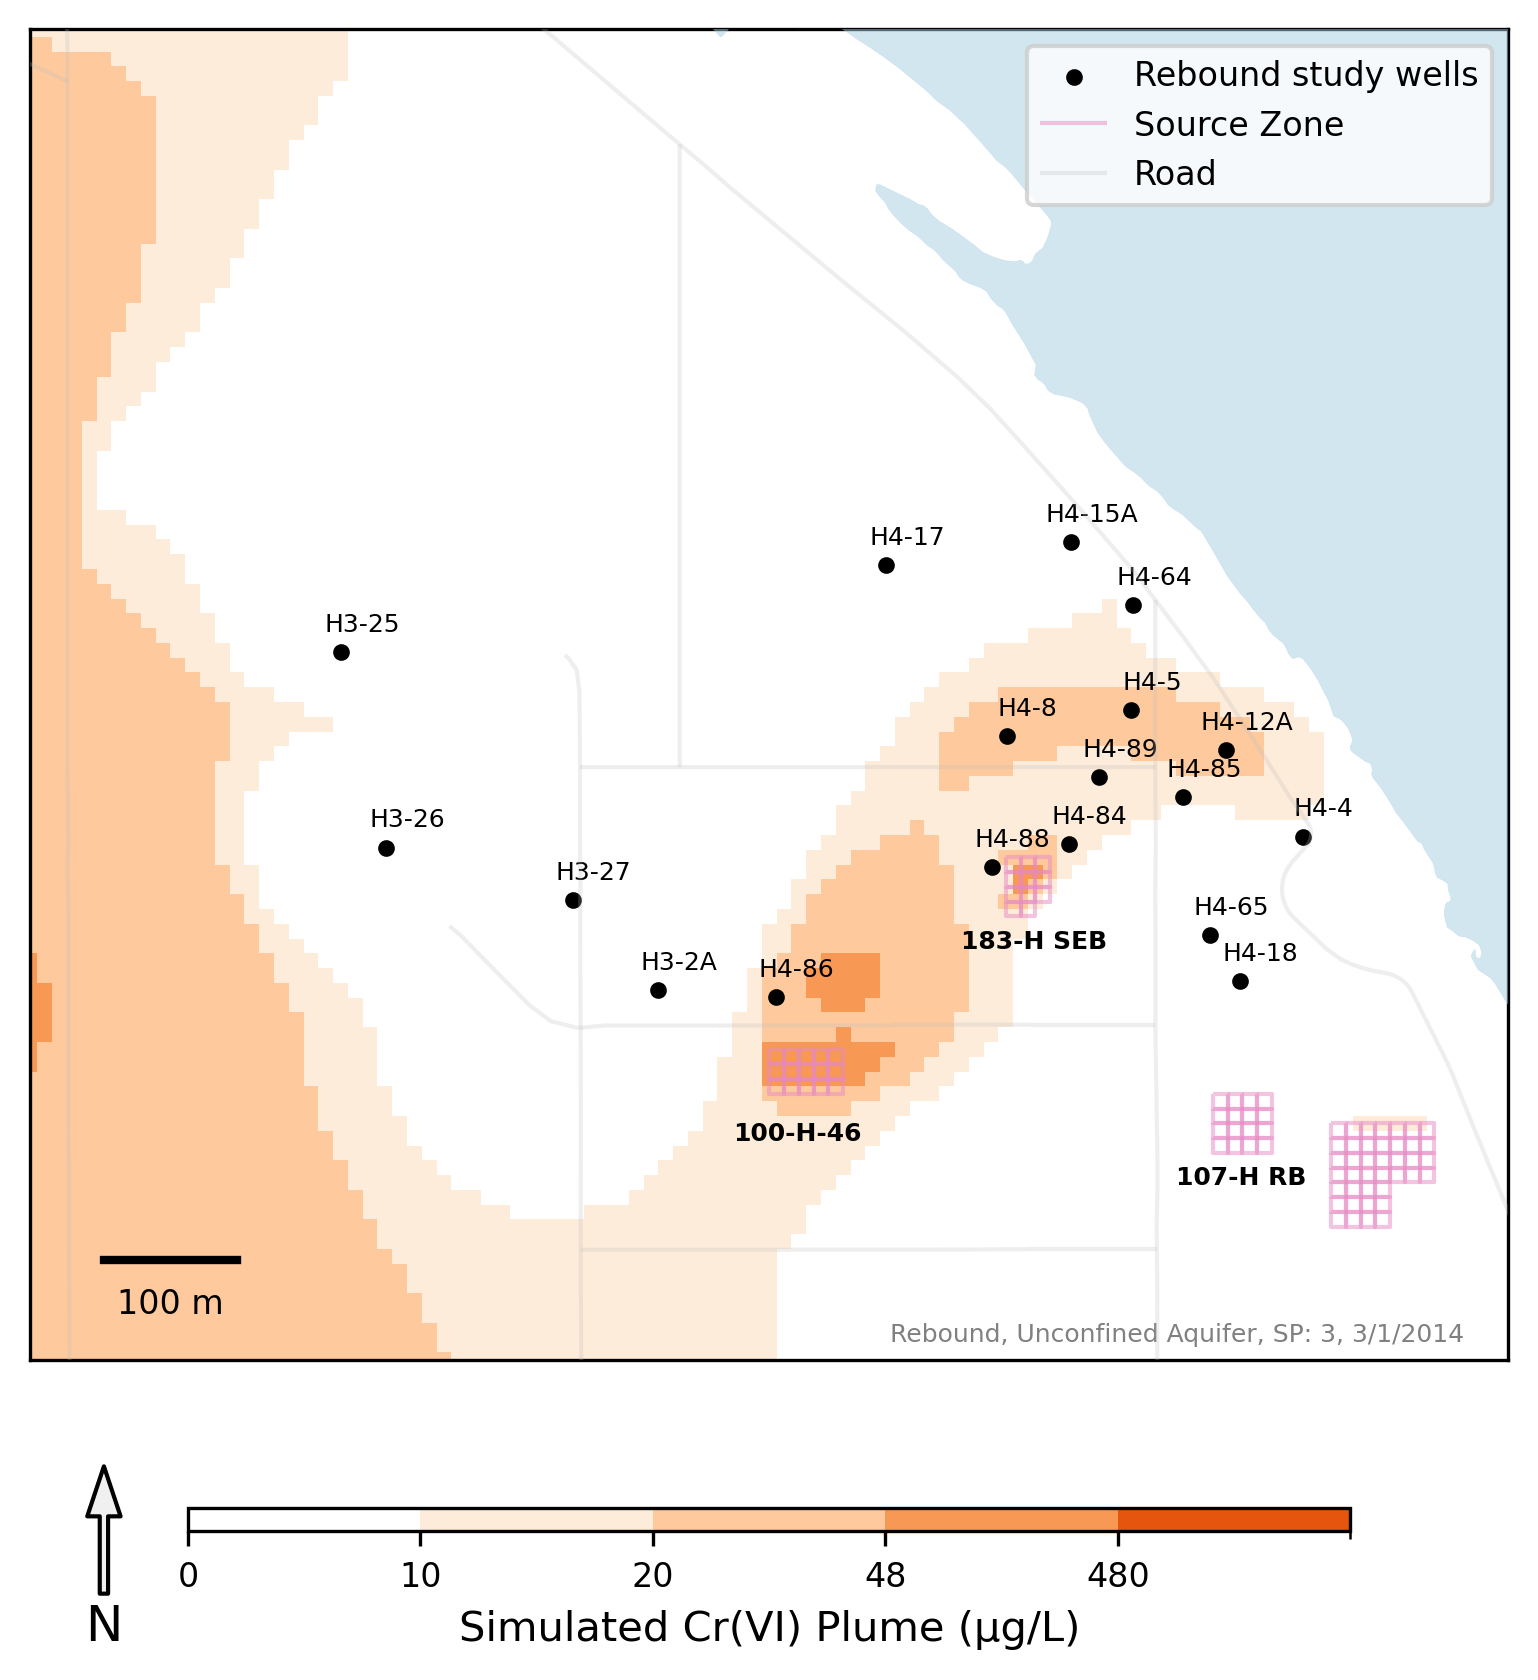 Rebound study wells
Source Zone
Road
H4-15A
H4-17
H4-64
H3-25
H4-5
H4-8
H4-12A
H4-89
H4-85
H4-4
H4-84
H3-26
H4-88
H3-27
H4-65
183-H SEB
H4-18
H3-2A
H4-86
100-H-46
107-H RB
100 m
Rebound, Unconfined Aquifer, SP: 3, 3/1/2014
0 10 20 48 480
N
Simulated Cr(VI) Plume (μg/L)